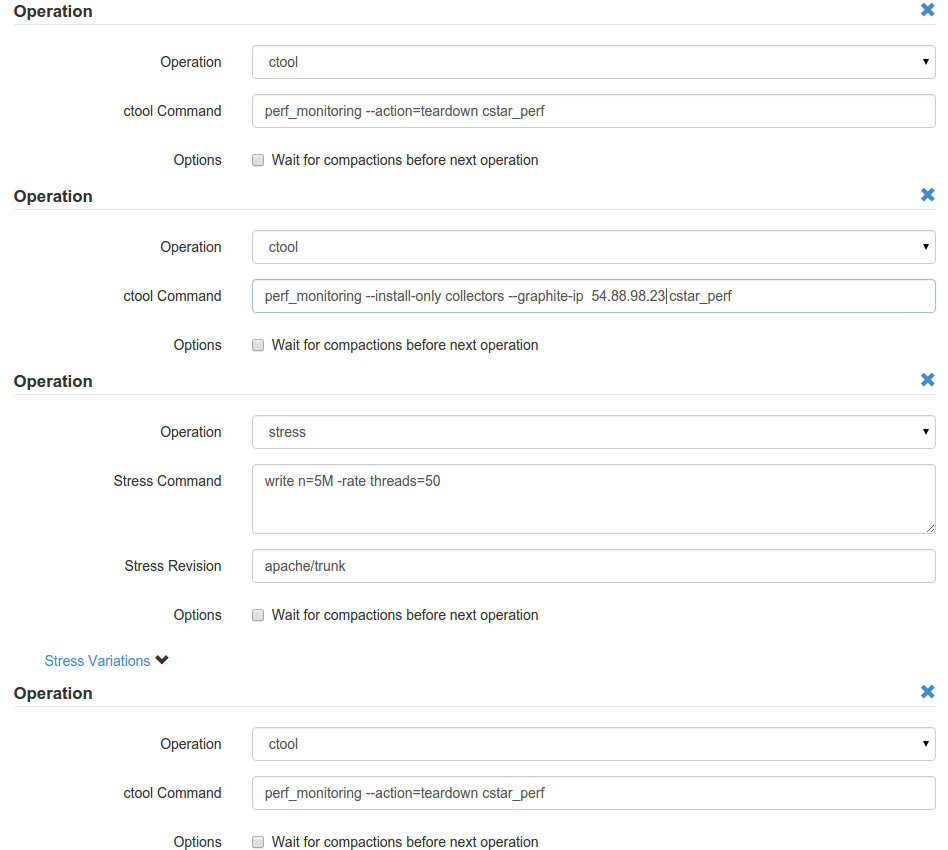 Operation
Operation ctool
ctool Command perf_monitoring --action=teardown cstar_perf
Options Wait for compactions before next operation
Operation
Operation ctool
ctool Command perf_monitoring --install-only collectors --graphite-ip  54.88.98.23 cstar_perf
Options Wait for compactions before next operation
Operation
Operation stress
Stress Command write n=5M -rate threads=50
Stress Revision apache/trunk
Options Wait for compactions before next operation
Stress Variations
Operation
Operation ctool
ctool Command perf_monitoring --action=teardown cstar_perf
Options Wait for compactions before next operation